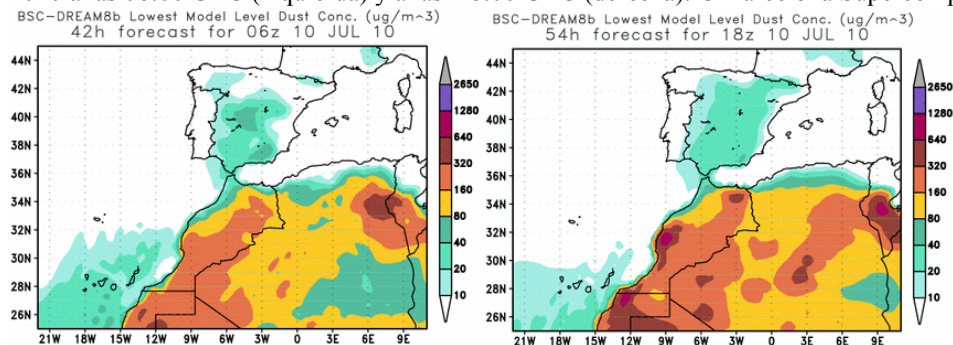 BSC-DREAM8b Lowest Model Level Dust Conc. (ug/m^3)
42h forecast for 06z 10 JUL 10
44N
42N
40N
38N
36N
34N
32N
30N
28N
26N
21W 18W 15W 12W 9W 6W 3W 0 3E 6E 9E
2650
1280
640
320
160
80
40
20
10
BSC-DREAM8b Lowest Model Level Dust Conc. (ug/m^3)
54h forecast for 18z 10 JUL 10
44N
42N
40N
38N
36N
34N
32N
30N
28N
26N
21W 18W 15W 12W 9W 6W 3W 0 3E 6E 9E
2650
1280
640
320
160
80
40
20
10